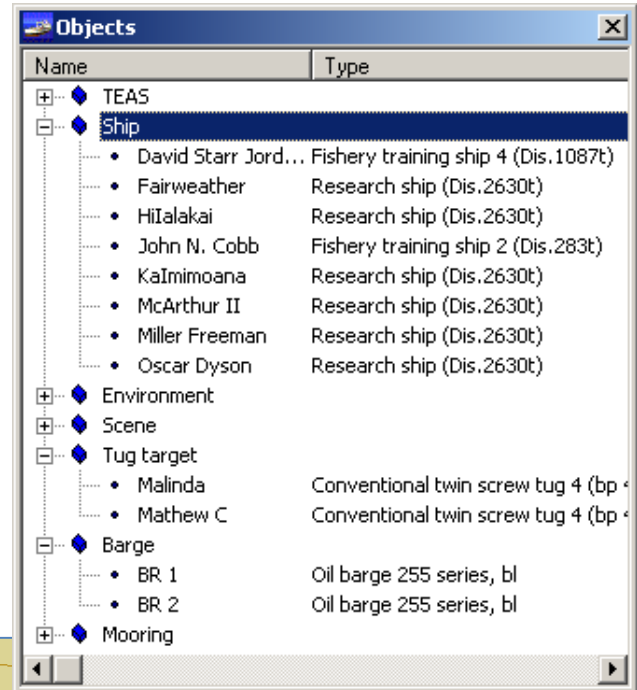 Objects
Name Type
TEAS
Ship
David Starr Jord... Fishery training ship 4 (Dis.1087t)
Fairweather Research ship (Dis.2630t)
HiIalakai Research ship (Dis.2630t)
John N. Cobb Fishery training ship 2 (Dis.283t)
KaImimoana Research ship (Dis.2630t)
McArthur II Research ship (Dis.2630t)
Miller Freeman Research ship (Dis.2630t)
Oscar Dyson Research ship (Dis.2630t)
Environment
Scene
Tug target
Malinda Conventional twin screw tug 4 (bp
Mathew C Conventional twin screw tug 4 (bp
Barge
BR 1 Oil barge 255 series, bl
BR 2 Oil barge 255 series, bl
Mooring